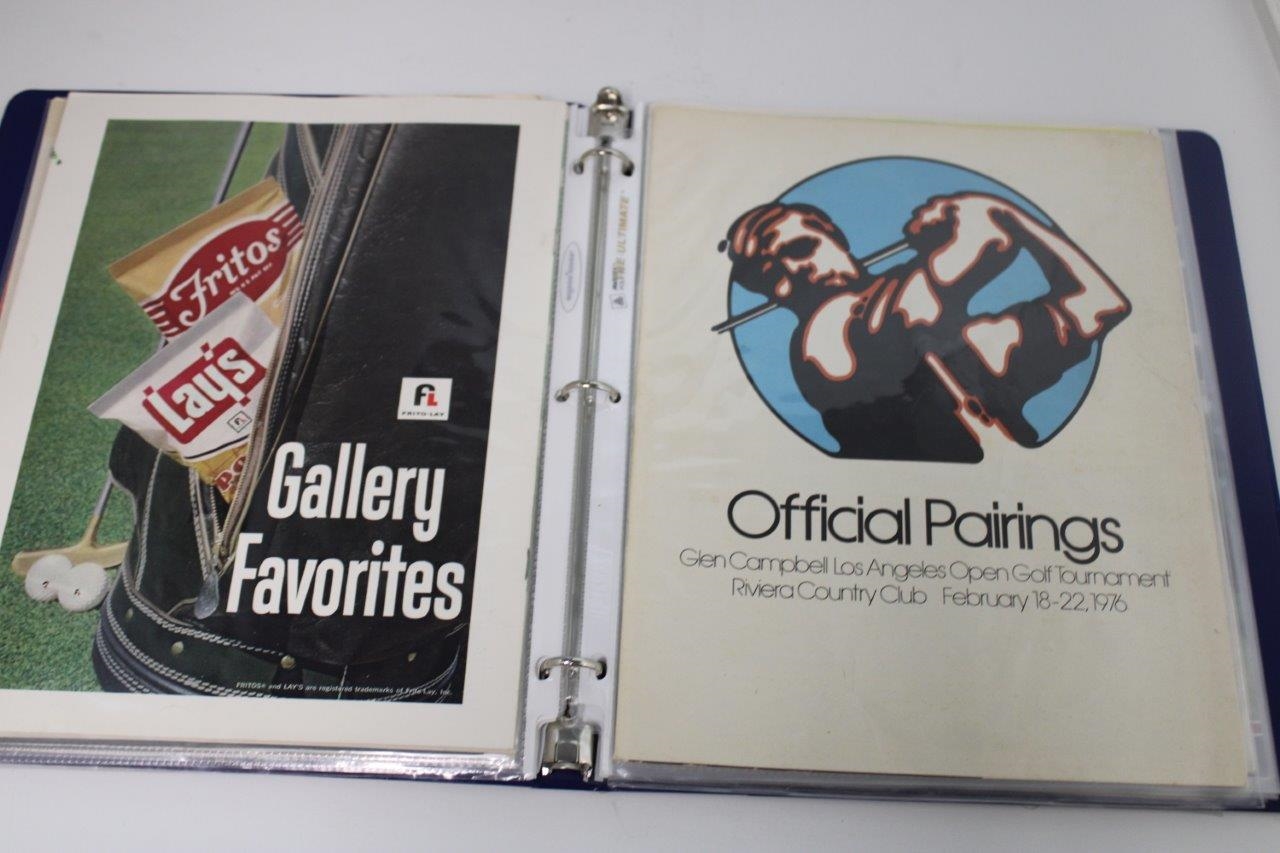 Fritos
Lay's
PO
FL
FRITO-LAY
Gallery
Favorites
FRITOS® and LAY'S are registered trademarks of Frito-Lay, Inc.
ULTIMATE
Official Pairings
Glen Campbell Los Angeles Open Golf Tournament
Riviera Country Club February 18-22, 1976